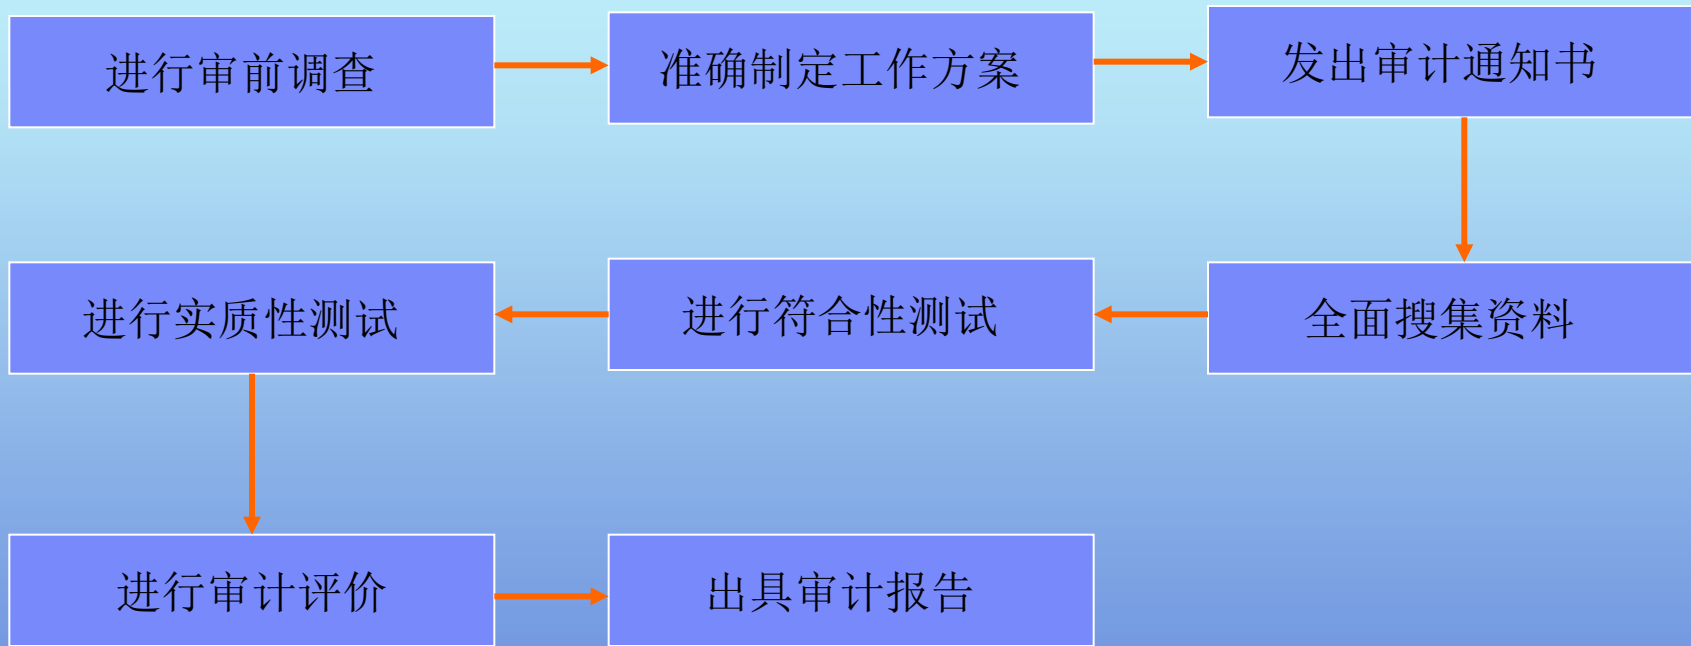 进行审前调查
准确制定工作方案
发出审计通知书
全面搜集资料
进行符合性测试
进行实质性测试
进行审计评价
出具审计报告